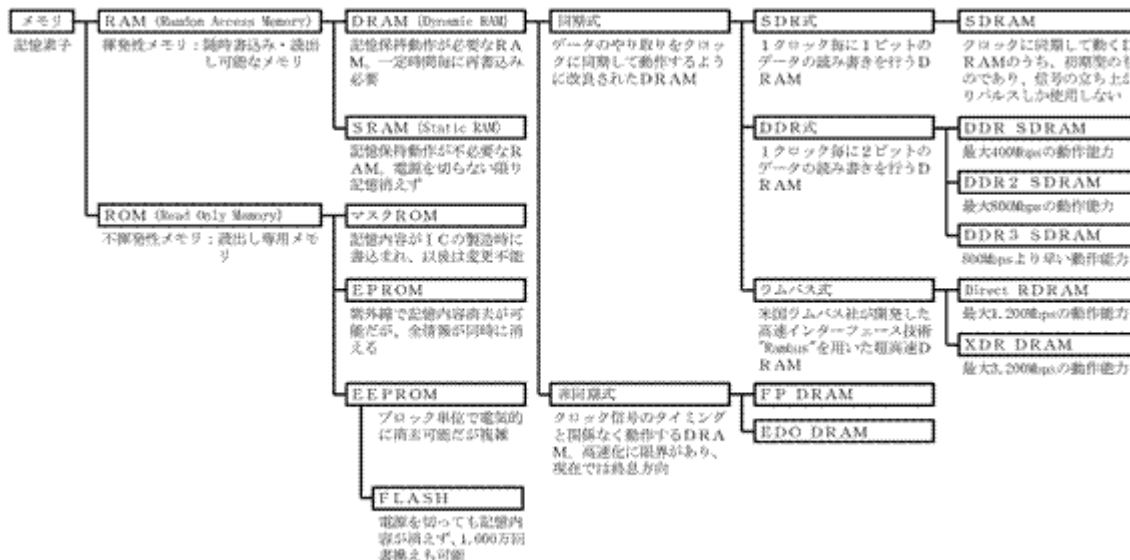 メモリ
記憶素子
RAM (Random Access Memory)
揮発性メモリ:随時書込み・読出
し可能なメモリ
DRAM (Dynamic RAM)
記憶保持動作が必要なRA
M。一定時間毎に再書込み
必要
同期式
データのやり取りをクロッ
クに同期して動作するよう
に改良されたDRAM
SDR式
1クロック毎に1ビットの
データの読み書きを行うD
RAM
SDRAM
クロックに同期して動くD
RAMのうち、初期型のも
のであり、信号の立ち上が
りパルスしか使用しない
SRAM (Static RAM)
記憶保持動作が不必要なR
AM。電源を切らない限り
記憶消えず
DDR式
1クロック毎に2ビットの
データの読み書きを行うD
RAM
DDR SDRAM
最大400Mbpsの動作能力
DDR2 SDRAM
最大800Mbpsの動作能力
DDR3 SDRAM
800Mbpsより早い動作能力
ROM (Read Only Memory)
不揮発性メモリ:読出し専用メモ
リ
マスクROM
記憶内容がICの製造時に
書込まれ、以後は変更不能
EPROM
紫外線で記憶内容消去が可
能だが、全情報が同時に消
える
ラムバス式
米国ラムバス社が開発した
高速インターフェース技術
"Rambus"を用いた超高速D
RAM
Direct RDRAM
最大1,200Mbpsの動作能力
XDR DRAM
最大3,200Mbpsの動作能力
EEPROM
ブロック単位で電気的
に消去可能だが複雑
非同期式
クロック信号のタイミング
と関係なく動作するDRA
M。高速化に限界があり、
現在では終息方向
FP DRAM
EDO DRAM
FLASH
電源を切っても記憶内
容が消えず、1,000万回
書換えも可能